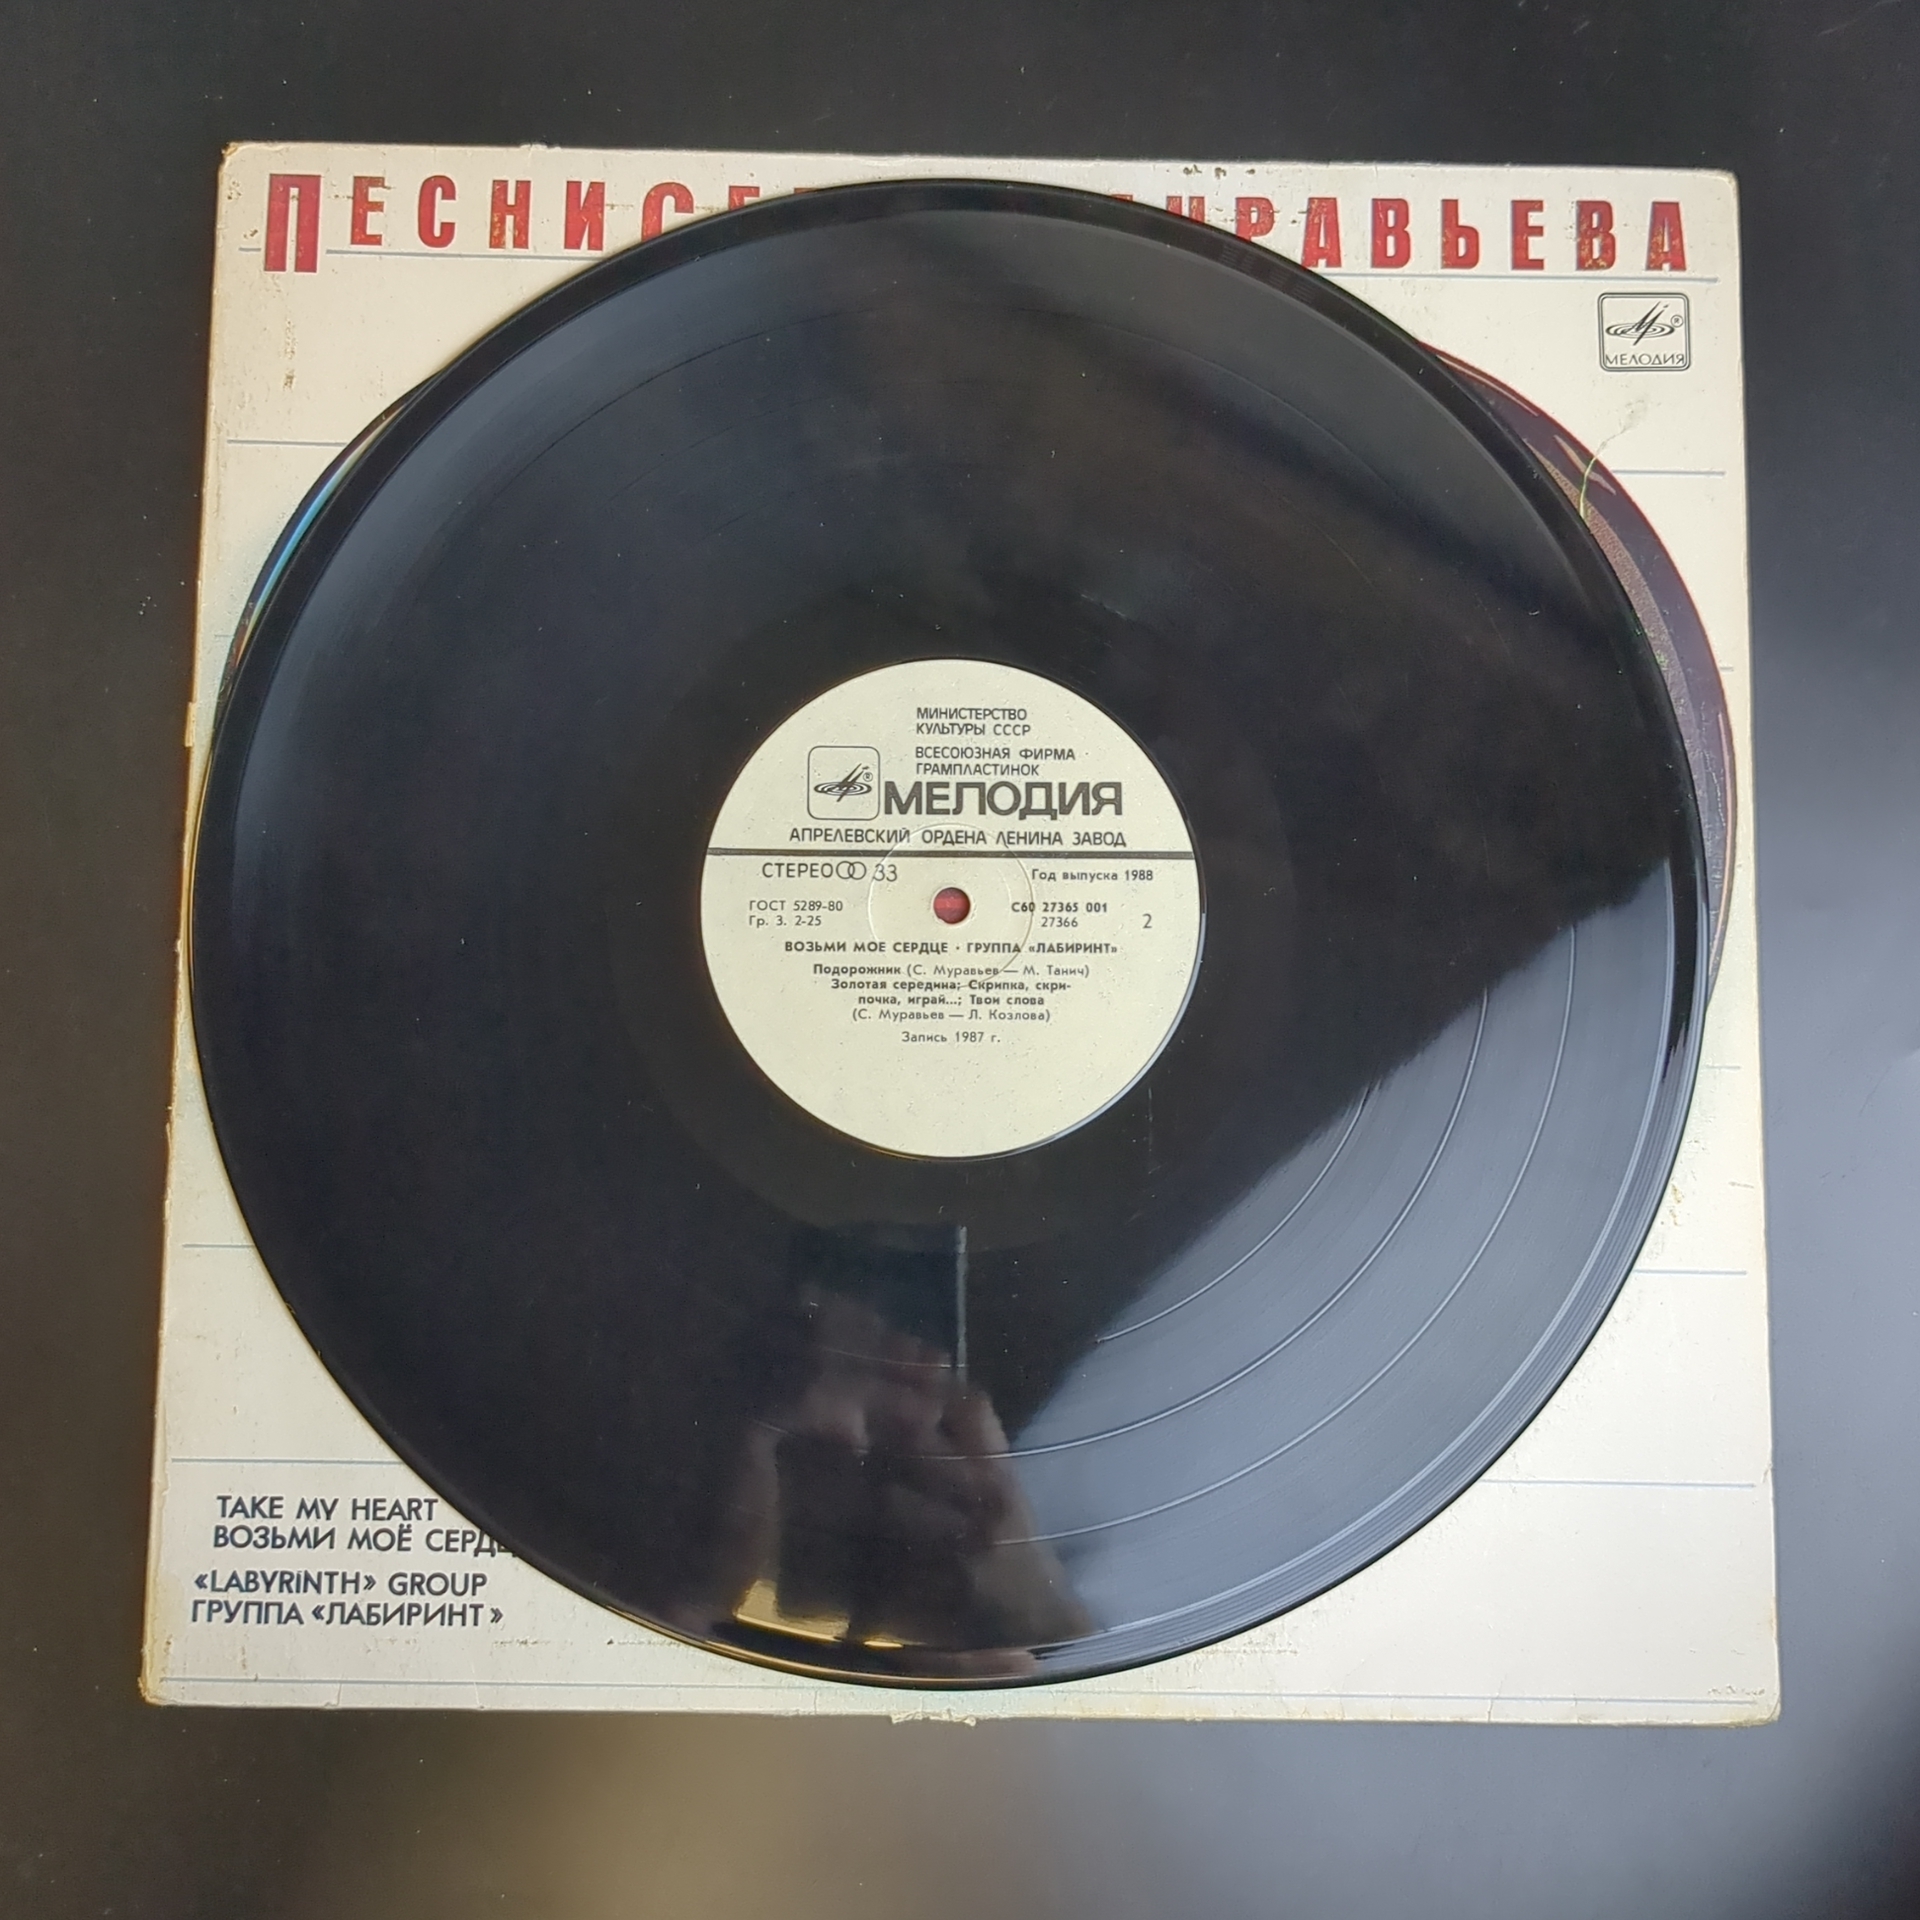 МЕЛОДИЯ
МИНИСТЕРСТВО
КУЛЬТУРЫ СССР
ВСЕСОЮЗНАЯ ФИРМА
ГРАМПЛАСТИНОК
МЕЛОДИЯ
АПРЕЛЕВСКИЙ ОРДЕНА ЛЕНИНА ЗАВОД
СТЕРЕО 33
Год выпуска 1988
ГОСТ 5289-80
Гр. 3. 2-25
С60 27365 001
27366
2
ВОЗЬМИ МОЕ СЕРДЦЕ · ГРУППА «ЛАБИРИНТ»
Подорожник (С. Муравьев — М. Танич)
Золотая середина; Скрипка, скри-
почка, играй...; Твои слова
(С. Муравьев — Л. Козлова)
Запись 1987 г.
TAKE MY HEART
ВОЗЬМИ МОЁ
«LABYRINTH» GROUP
ГРУППА «ЛАБИРИНТ»